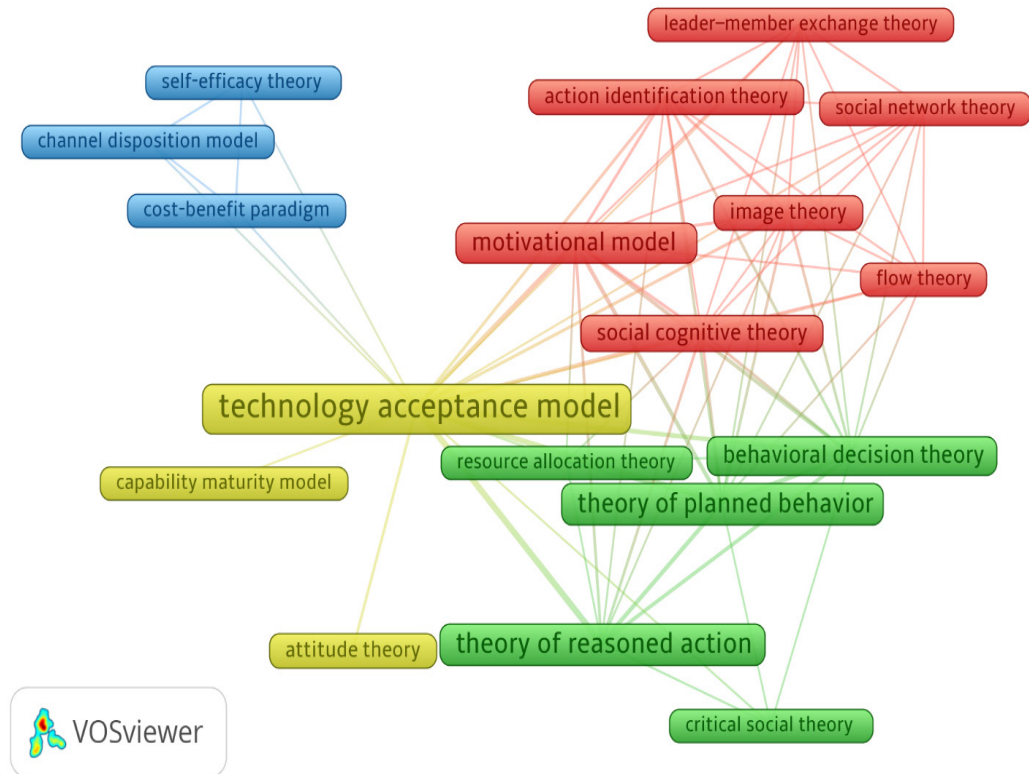 leader–member exchange theory
self-efficacy theory
action identification theory
social network theory
channel disposition model
cost-benefit paradigm
image theory
motivational model
flow theory
social cognitive theory
technology acceptance model
behavioral decision theory
resource allocation theory
capability maturity model
theory of planned behavior
theory of reasoned action
attitude theory
critical social theory
VOSviewer